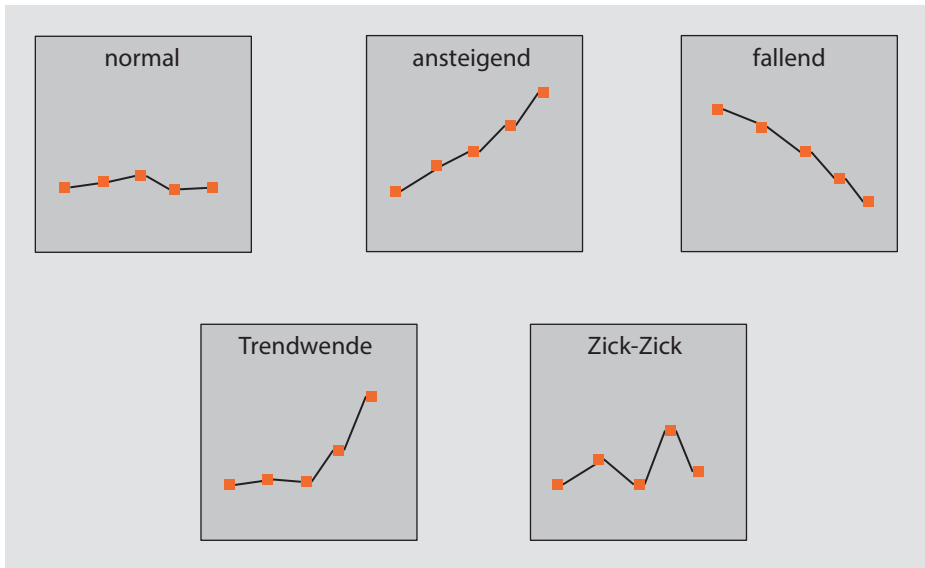 normal
ansteigend
fallend
Trendwende
Zick-Zick